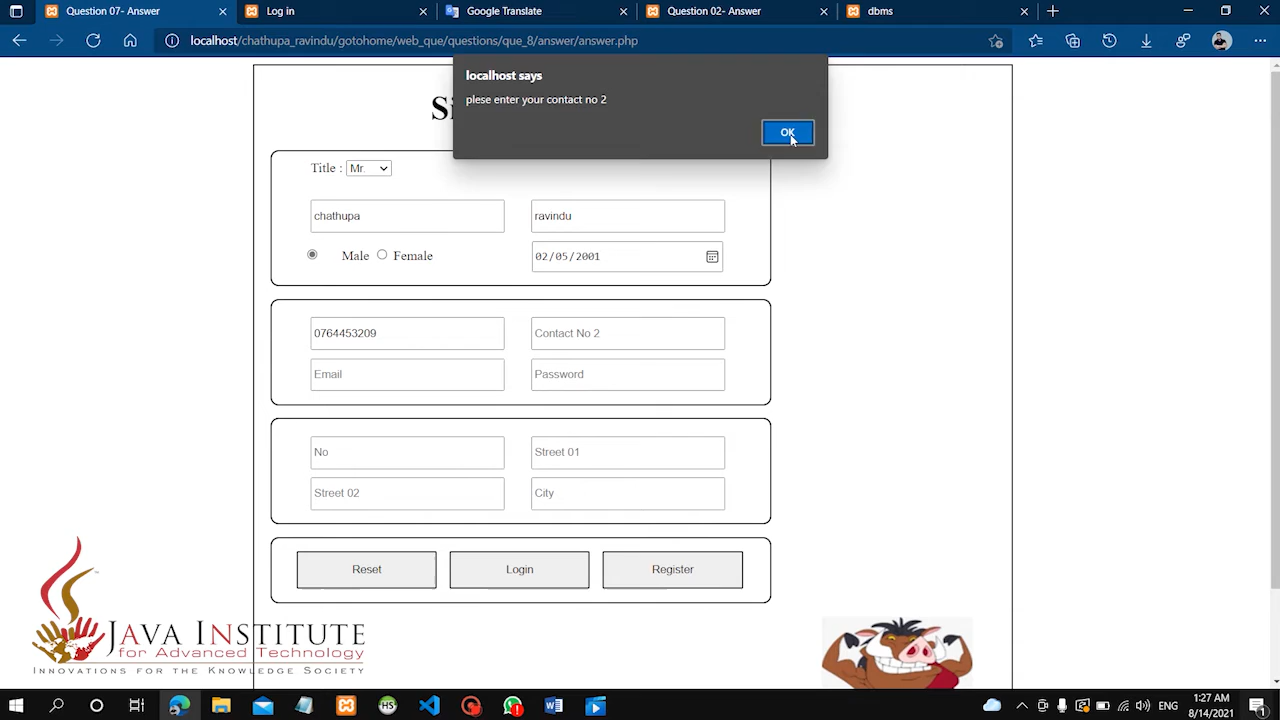 Question 07- Answer
Log in
Google Translate
Question 02- Answer
dbms
localhost/chathupa_ravindu/gotohome/web_que/questions/que_8/answer/answer.php
localhost says
plese enter your contact no 2
OK
Title :
Mr.
chathupa
ravindu
Male
Female
02/05/2001
0764453209
Contact No 2
Email
Password
No
Street 01
Street 02
City
Reset
Login
Register
JAVA INSTITUTE
for Advanced Technology
INNOVATIONS FOR THE KNOWLEDGE SOCIETY
ENG
1:27 AM
8/14/2021